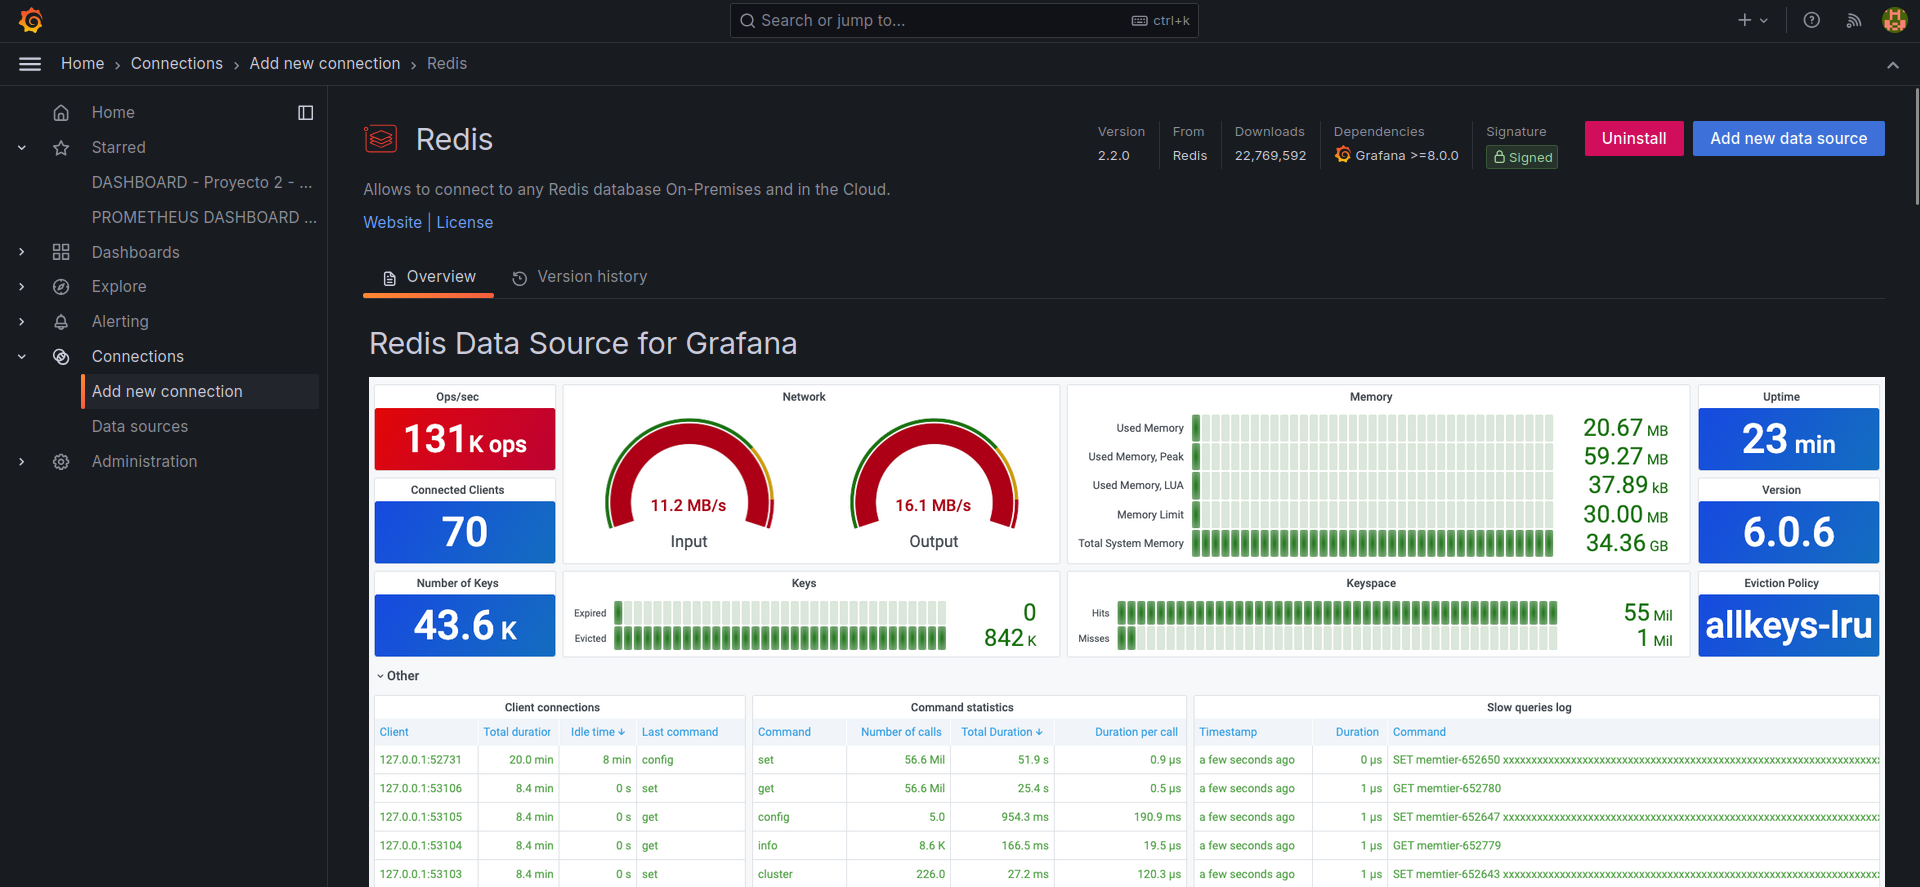 Search or jump to...
ctrl+k
Home › Connections › Add new connection › Redis
Home
Starred
DASHBOARD - Proyecto 2 - ...
PROMETHEUS DASHBOARD ...
Dashboards
Explore
Alerting
Connections
Add new connection
Data sources
Administration
Redis
Version
2.2.0
From
Redis
Downloads
22,769,592
Dependencies
Grafana >=8.0.0
Signature
Signed
Uninstall
Add new data source
Allows to connect to any Redis database On-Premises and in the Cloud.
Website | License
Overview
Version history
Redis Data Source for Grafana
Ops/sec
131K ops
Connected Clients
70
Number of Keys
43.6 K
Network
11.2 MB/s
Input
16.1 MB/s
Output
Memory
Used Memory 20.67 MB
Used Memory, Peak 59.27 MB
Used Memory, LUA 37.89 kB
Memory Limit 30.00 MB
Total System Memory 34.36 GB
Uptime
23 min
Version
6.0.6
Keys
Expired 0
Evicted 842 K
Keyspace
Hits 55 Mil
Misses 1 Mil
Eviction Policy
allkeys-lru
Other
Client connections
Client Total duration Idle time ↓ Last command
127.0.0.1:52731 20.0 min 8 min config
127.0.0.1:53106 8.4 min 0 s set
127.0.0.1:53105 8.4 min 0 s get
127.0.0.1:53104 8.4 min 0 s get
127.0.0.1:53103 8.4 min 0 s set
Command statistics
Command Number of calls Total Duration ↓ Duration per call
set 56.6 Mil 51.9 s 0.9 µs
get 56.6 Mil 25.4 s 0.5 µs
config 5.0 954.3 ms 190.9 ms
info 8.6 K 166.5 ms 19.5 µs
cluster 226.0 27.2 ms 120.3 µs
Slow queries log
Timestamp Duration Command
a few seconds ago 0 µs SET memtier-652650
a few seconds ago 1 µs GET memtier-652780
a few seconds ago 1 µs SET memtier-652647
a few seconds ago 1 µs GET memtier-652779
a few seconds ago 1 µs SET memtier-652643